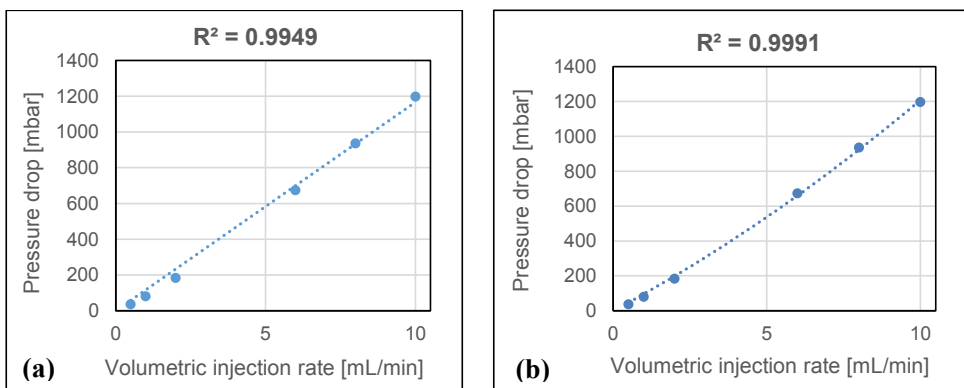 R² = 0.9949
1400
1200
1000
800
600
400
200
0
0
5
10
Pressure drop [mbar]
Volumetric injection rate [mL/min]
(a)
R² = 0.9991
1400
1200
1000
800
600
400
200
0
0
5
10
Pressure drop [mbar]
Volumetric injection rate [mL/min]
(b)